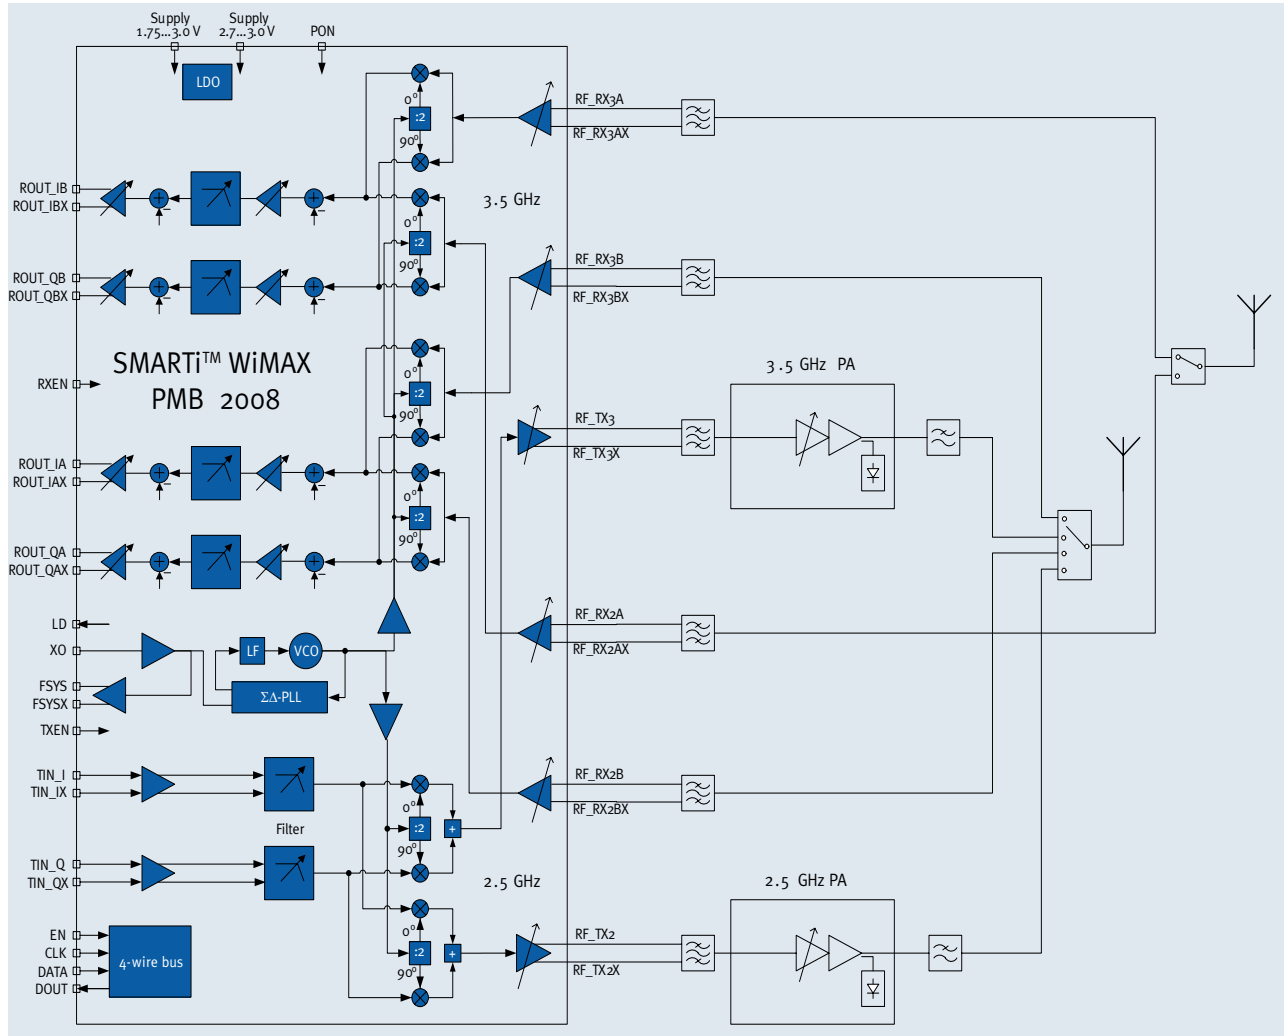 Supply
1.75...3.0 V
Supply
2.7...3.0 V
PON
LDO
0°
:2
90°
RF_RX3A
RF_RX3AX
ROUT_IB
ROUT_IBX
+
−
+
−
3.5 GHz
0°
:2
90°
ROUT_QB
ROUT_QBX
+
−
+
−
RF_RX3B
RF_RX3BX
SMARTi™ WiMAX
PMB 2008
RXEN
0°
:2
90°
3.5 GHz PA
RF_TX3
RF_TX3X
ROUT_IA
ROUT_IAX
+
−
+
−
0°
:2
90°
ROUT_QA
ROUT_QAX
+
−
+
−
LD
XO
LF
VCO
RF_RX2A
RF_RX2AX
FSYS
FSYSX
ΣΔ-PLL
TXEN
TIN_I
TIN_IX
RF_RX2B
RF_RX2BX
0°
:2
90°
+
Filter
TIN_Q
TIN_QX
2.5 GHz
2.5 GHz PA
0°
:2
90°
+
RF_TX2
RF_TX2X
EN
CLK
DATA
DOUT
4-wire bus